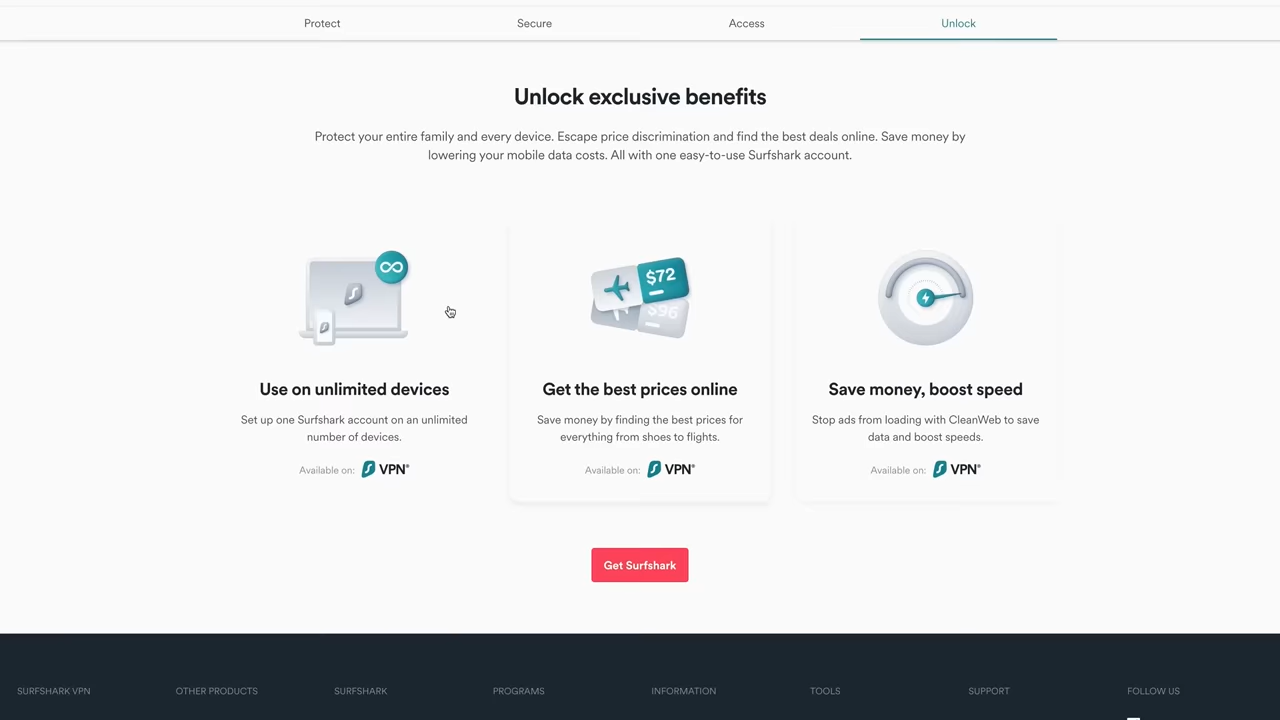 Protect
Secure
Access
Unlock
Unlock exclusive benefits
Protect your entire family and every device. Escape price discrimination and find the best deals online. Save money by
lowering your mobile data costs. All with one easy-to-use Surfshark account.
$72
$96
Use on unlimited devices
Set up one Surfshark account on an unlimited
number of devices.
Available on: VPN®
Get the best prices online
Save money by finding the best prices for
everything from shoes to flights.
Available on: VPN®
Save money, boost speed
Stop ads from loading with CleanWeb to save
data and boost speeds.
Available on: VPN®
Get Surfshark
SURFSHARK VPN
OTHER PRODUCTS
SURFSHARK
PROGRAMS
INFORMATION
TOOLS
SUPPORT
FOLLOW US